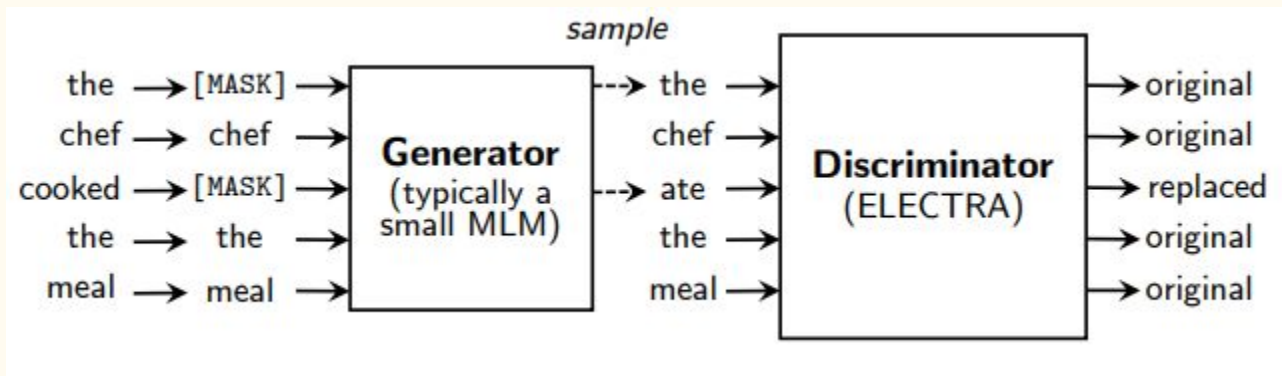 sample
the [MASK] the original
chef chef chef original
Generator
Discriminator
cooked [MASK] (typically a ate (ELECTRA) replaced
small MLM)
the the the original
meal meal meal original